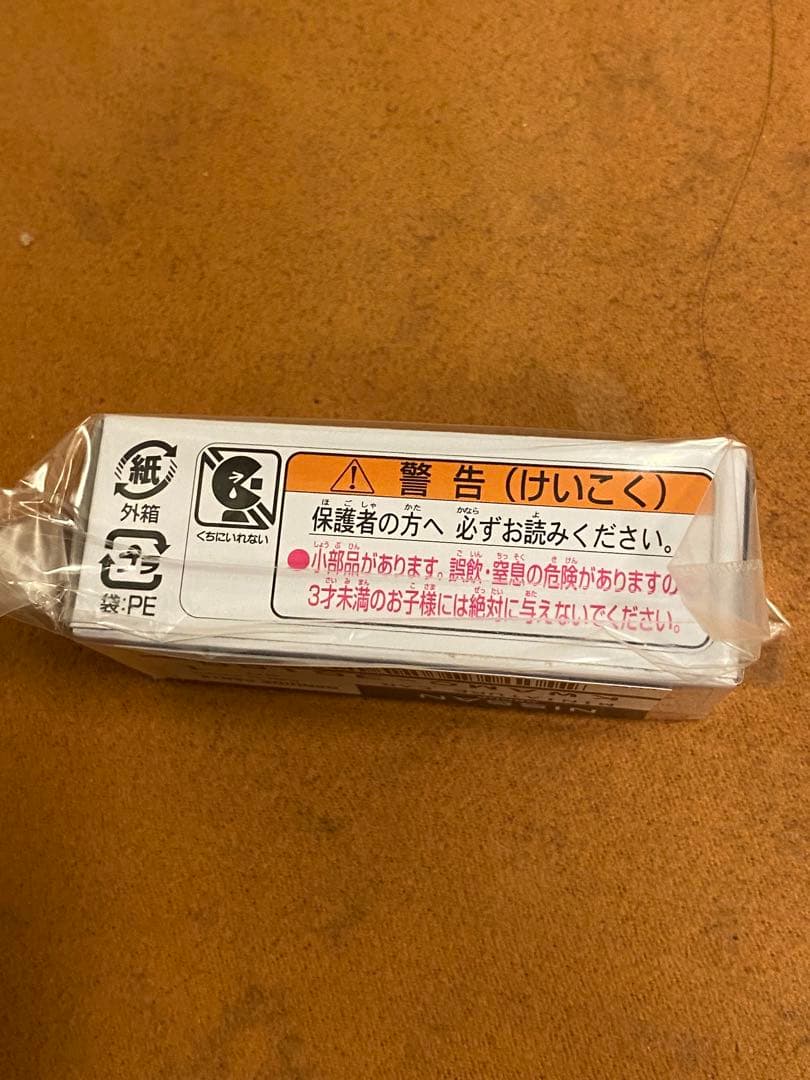 紙
外箱
プラ
袋:PE
くちにいれない
警告(けいこく)
保護者の方へ 必ずお読みください。
●小部品があります。誤飲・窒息の危険がありますの
3才未満のお子様には絶対に与えないでください。
NISSAN